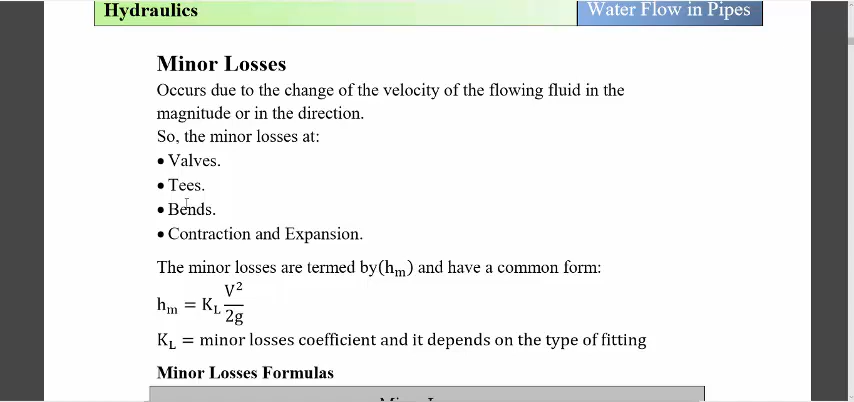 Hydraulics
Water Flow in Pipes
Minor Losses
Occurs due to the change of the velocity of the flowing fluid in the
magnitude or in the direction.
So, the minor losses at:
• Valves.
• Tees.
• Bends.
• Contraction and Expansion.
The minor losses are termed by(hₘ) and have a common form:
hₘ = K_L V²/2g
K_L = minor losses coefficient and it depends on the type of fitting
Minor Losses Formulas